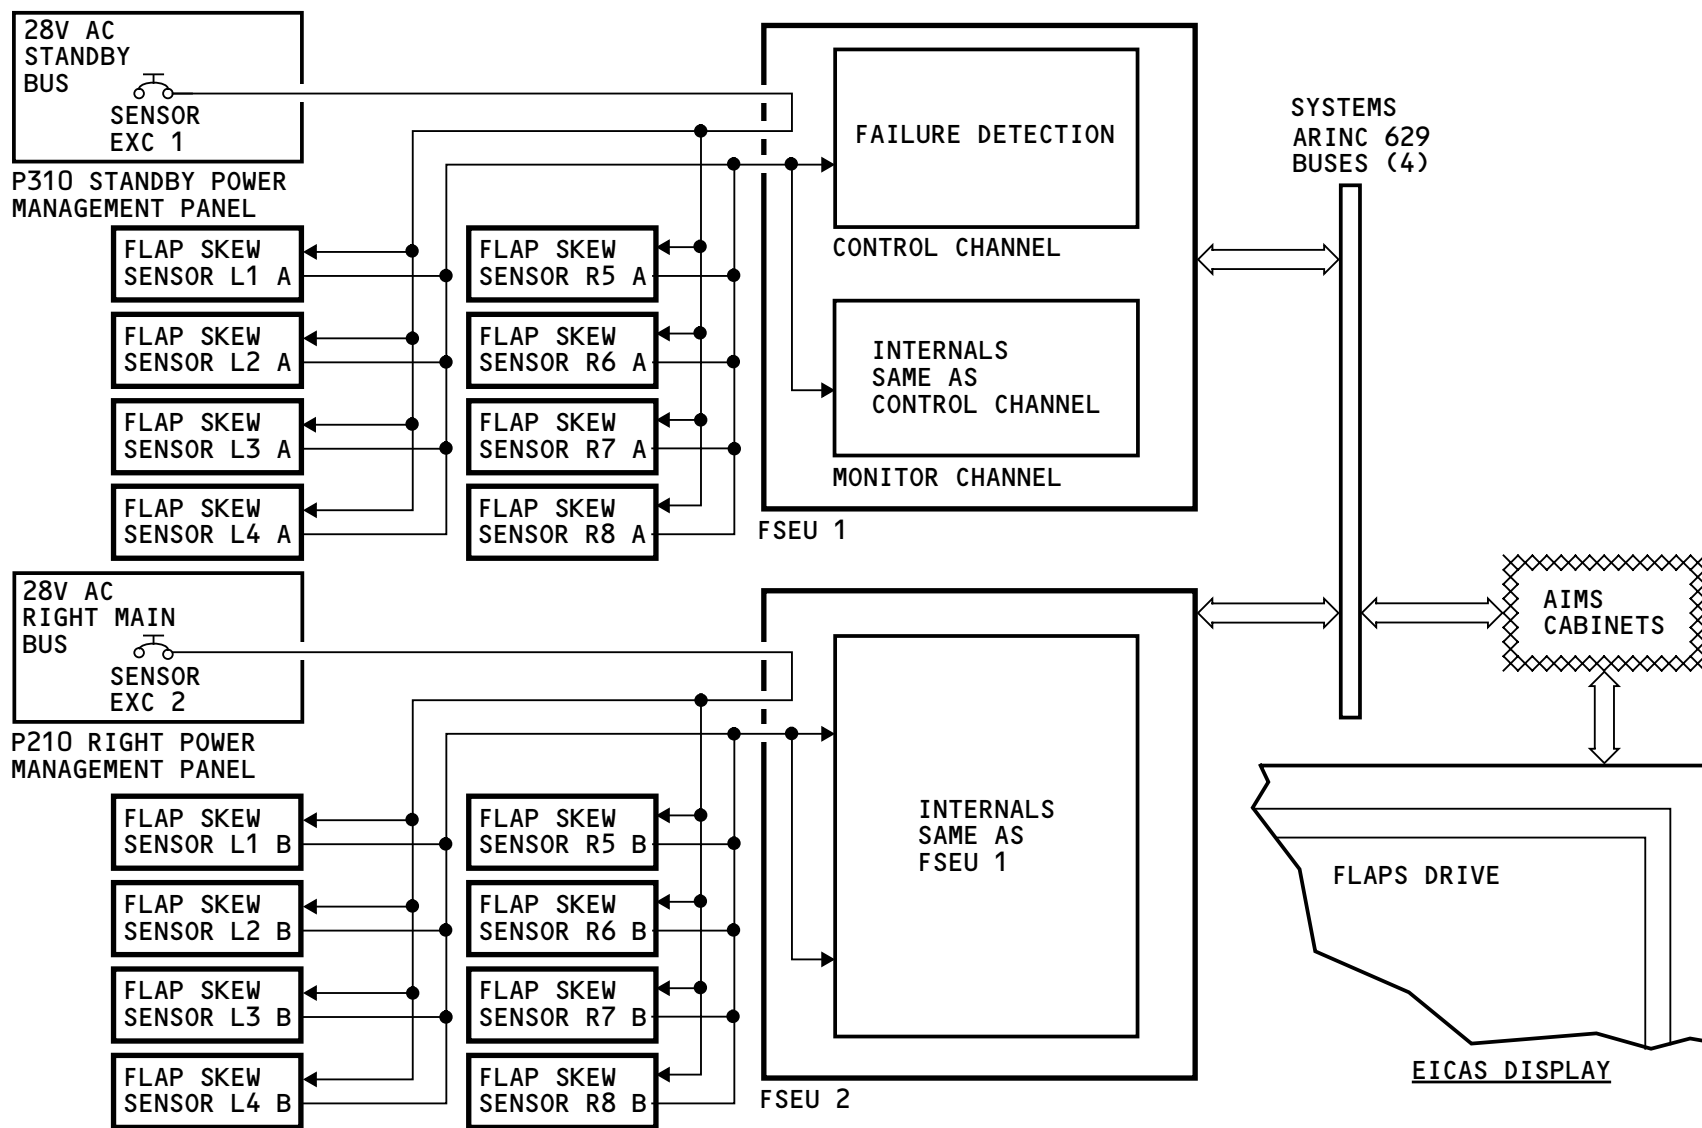 28V AC
STANDBY
BUS
SENSOR
EXC 1
P310 STANDBY POWER
MANAGEMENT PANEL
FLAP SKEW
SENSOR L1 A
FLAP SKEW
SENSOR L2 A
FLAP SKEW
SENSOR L3 A
FLAP SKEW
SENSOR L4 A
FLAP SKEW
SENSOR R5 A
FLAP SKEW
SENSOR R6 A
FLAP SKEW
SENSOR R7 A
FLAP SKEW
SENSOR R8 A
FAILURE DETECTION
CONTROL CHANNEL
INTERNALS
SAME AS
CONTROL CHANNEL
MONITOR CHANNEL
FSEU 1
SYSTEMS
ARINC 629
BUSES (4)
28V AC
RIGHT MAIN
BUS
SENSOR
EXC 2
P210 RIGHT POWER
MANAGEMENT PANEL
FLAP SKEW
SENSOR L1 B
FLAP SKEW
SENSOR L2 B
FLAP SKEW
SENSOR L3 B
FLAP SKEW
SENSOR L4 B
FLAP SKEW
SENSOR R5 B
FLAP SKEW
SENSOR R6 B
FLAP SKEW
SENSOR R7 B
FLAP SKEW
SENSOR R8 B
INTERNALS
SAME AS
FSEU 1
FSEU 2
AIMS
CABINETS
FLAPS DRIVE
EICAS DISPLAY